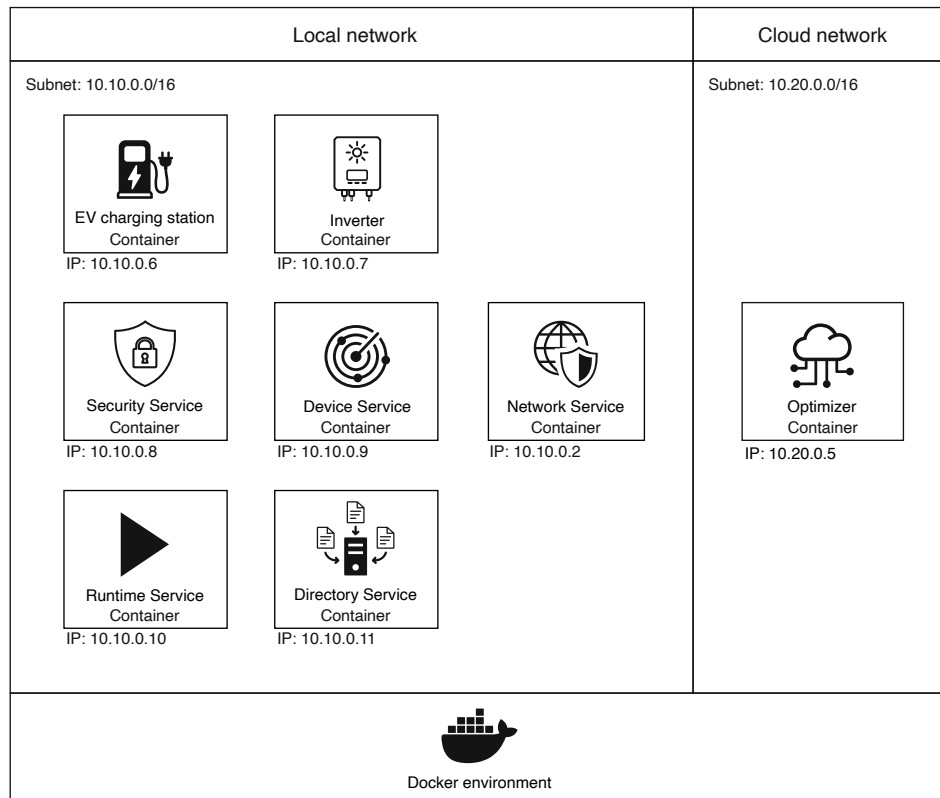 Local network
Cloud network
Subnet: 10.10.0.0/16
Subnet: 10.20.0.0/16
EV charging station
Container
IP: 10.10.0.6
Inverter
Container
IP: 10.10.0.7
Security Service
Container
IP: 10.10.0.8
Device Service
Container
IP: 10.10.0.9
Network Service
Container
IP: 10.10.0.2
Optimizer
Container
IP: 10.20.0.5
Runtime Service
Container
IP: 10.10.0.10
Directory Service
Container
IP: 10.10.0.11
Docker environment